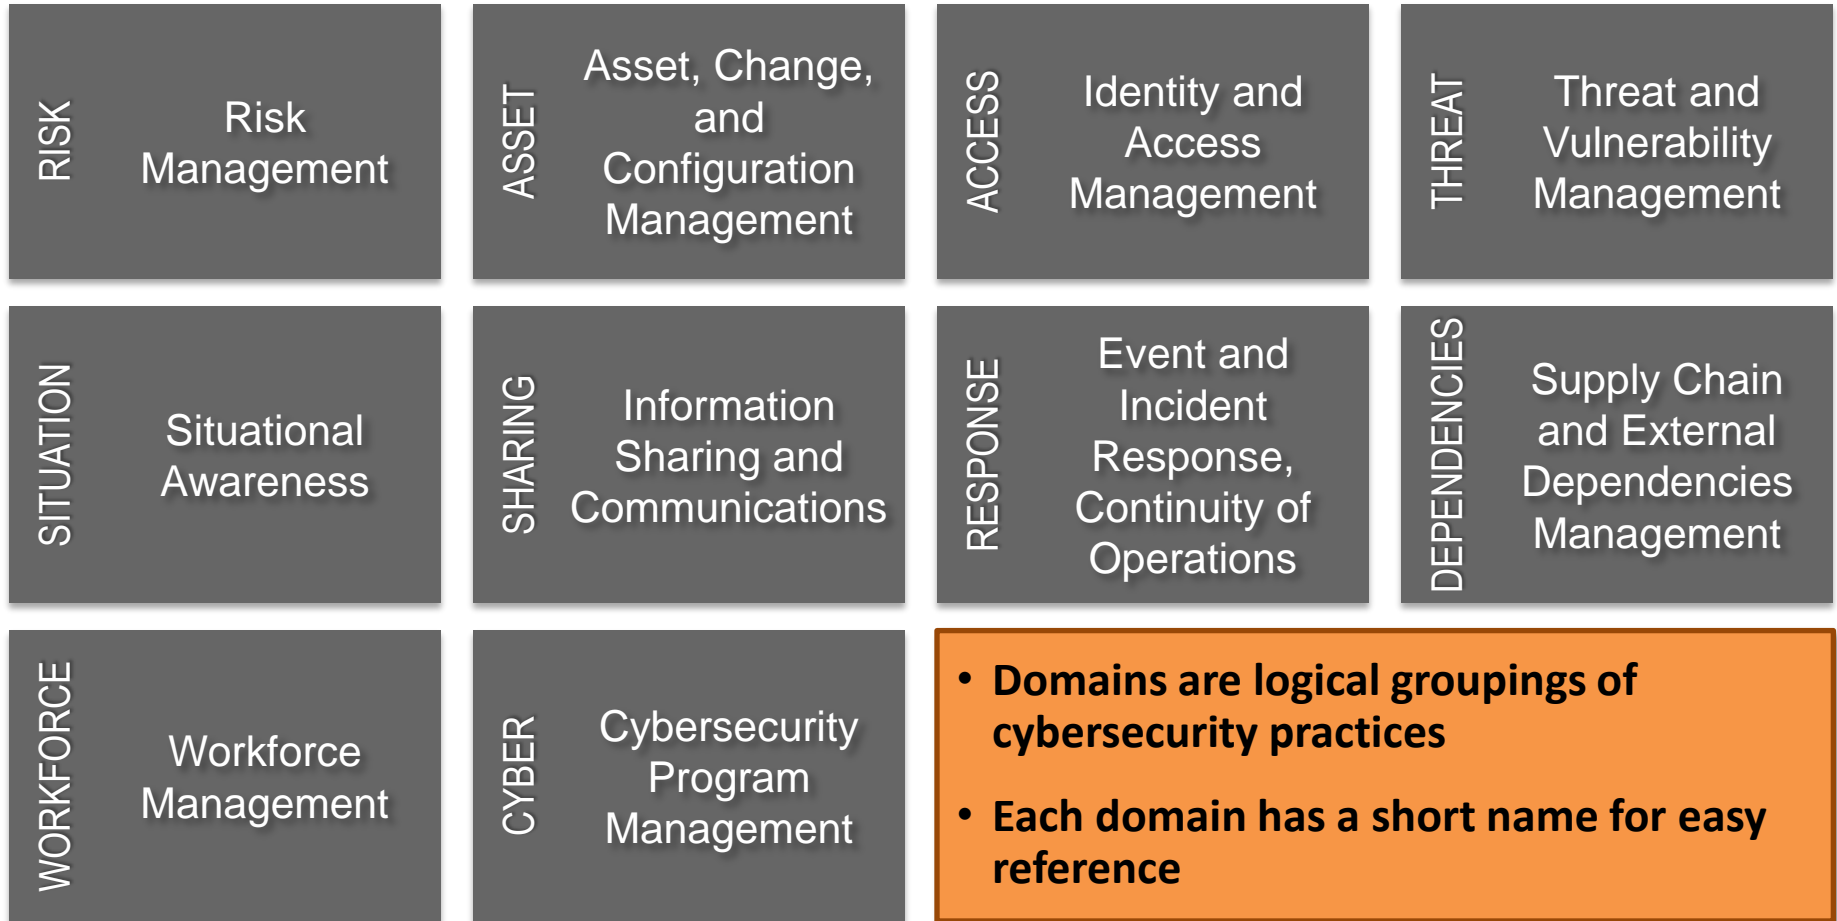 RISK
Risk
Management
ASSET
Asset, Change,
and
Configuration
Management
ACCESS
Identity and
Access
Management
THREAT
Threat and
Vulnerability
Management
SITUATION
Situational
Awareness
SHARING
Information
Sharing and
Communications
RESPONSE
Event and
Incident
Response,
Continuity of
Operations
DEPENDENCIES
Supply Chain
and External
Dependencies
Management
WORKFORCE
Workforce
Management
CYBER
Cybersecurity
Program
Management
• Domains are logical groupings of
cybersecurity practices
• Each domain has a short name for easy
reference